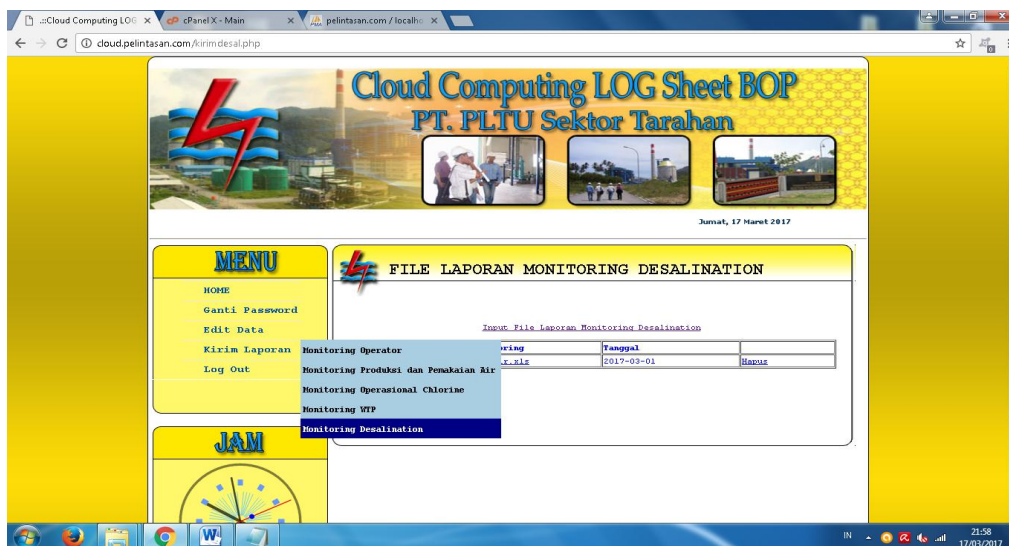 .::Cloud Computing LOG
cPanel X - Main
pelintasan.com / localho
cloud.pelintasan.com/kirimdesal.php
Cloud Computing LOG Sheet BOP
PT. PLTU Sektor Tarahan
Jumat, 17 Maret 2017
MENU
HOME
Ganti Password
Edit Data
Kirim Laporan
Log Out
Monitoring Operator
Monitoring Produksi dan Pemakaian Air
Monitoring Operasional Chlorine
Monitoring WTP
Monitoring Desalination
FILE LAPORAN MONITORING DESALINATION
Input File Laporan Monitoring Desalination
oring Tanggal
ir.xls 2017-03-01 Hapus
JAM
IN
21:58
17/03/2017